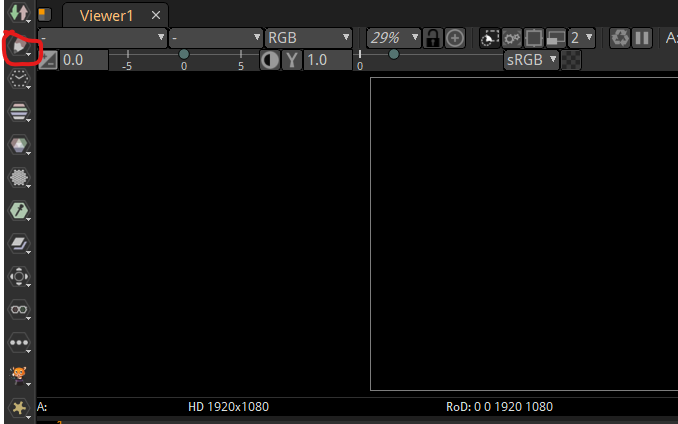 Viewer1 ×
- - RGB 29% 2 A:
0.0 -5 0 5 Y 1.0 0 sRGB
A: HD 1920x1080 RoD: 0 0 1920 1080